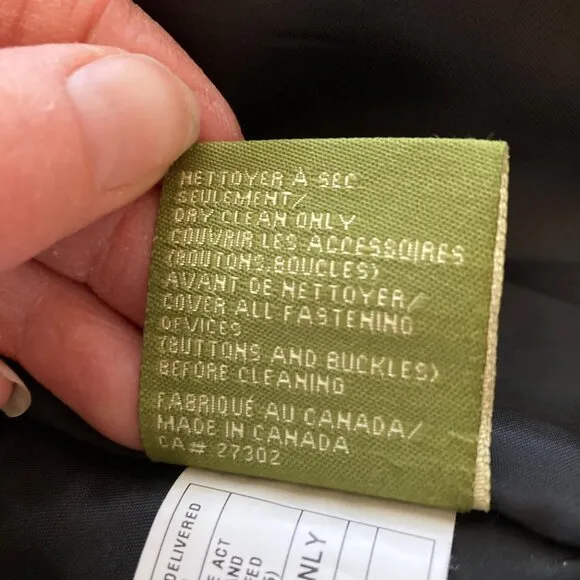 NETTOYER À SEC
SEULEMENT/
DRY CLEAN ONLY
COUVRIR LES ACCESSOIRES
(BOUTONS, BOUCLES)
AVANT DE NETTOYER/
COVER ALL FASTENING
DEVICES
(BUTTONS AND BUCKLES)
BEFORE CLEANING
FABRIQUÉ AU CANADA/
MADE IN CANADA
CA# 27302
DELIVERED
ACT
AND
ONLY